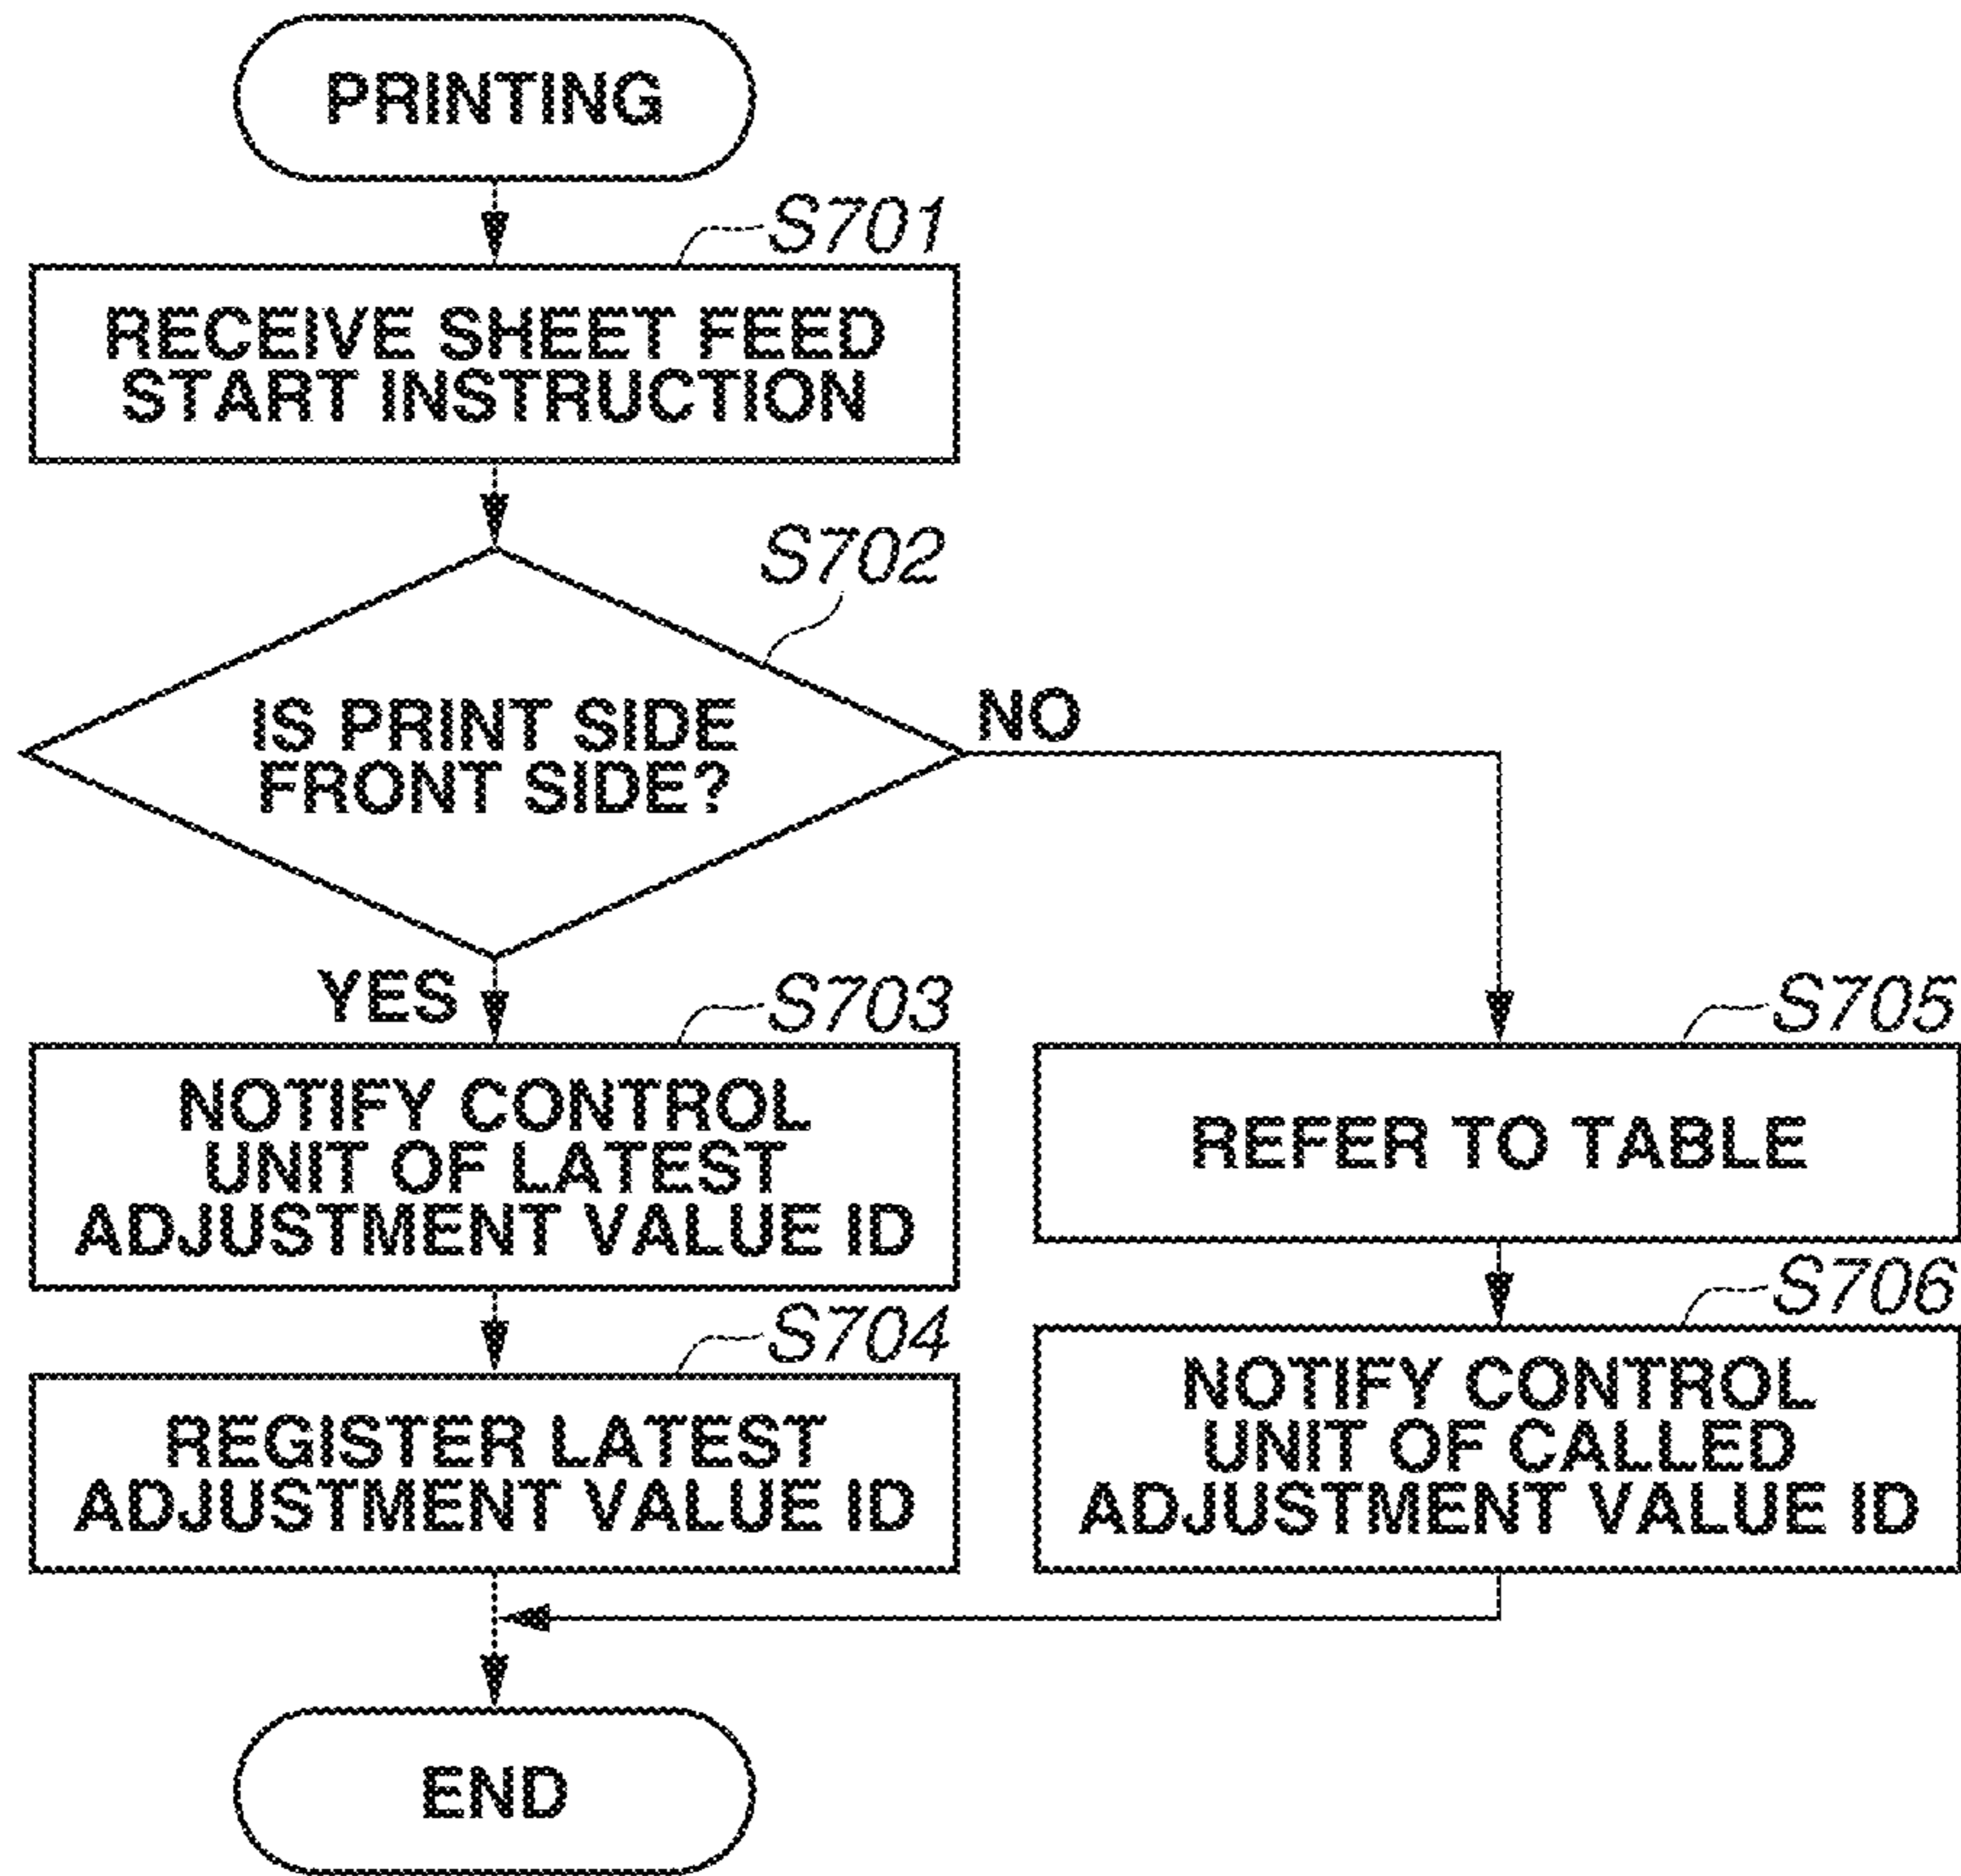 PRINTING
S701
RECEIVE SHEET FEED
START INSTRUCTION
S702
IS PRINT SIDE
FRONT SIDE?
NO
YES
S703
NOTIFY CONTROL
UNIT OF LATEST
ADJUSTMENT VALUE ID
S705
REFER TO TABLE
S704
REGISTER LATEST
ADJUSTMENT VALUE ID
S706
NOTIFY CONTROL
UNIT OF CALLED
ADJUSTMENT VALUE ID
END